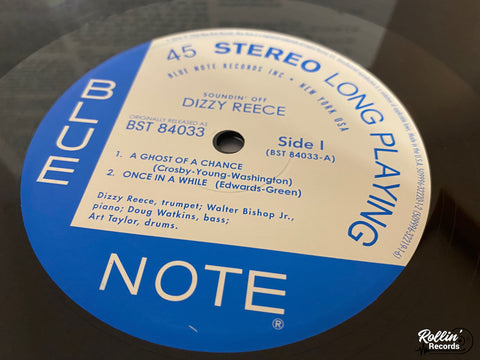 45 STEREO LONG PLAYING
BLUE NOTE RECORDS INC • NEW YORK USA
SOUNDIN' OFF
DIZZY REECE
ORIGINALLY RELEASED AS
BST 84033
Side I
(BST 84033-A)
1. A GHOST OF A CHANCE
(Crosby-Young-Washington)
2. ONCE IN A WHILE (Edwards-Green)
Dizzy Reece, trumpet; Walter Bishop Jr.,
piano; Doug Watkins, bass;
Art Taylor, drums.
BLUE
NOTE ®
Rollin'
Records